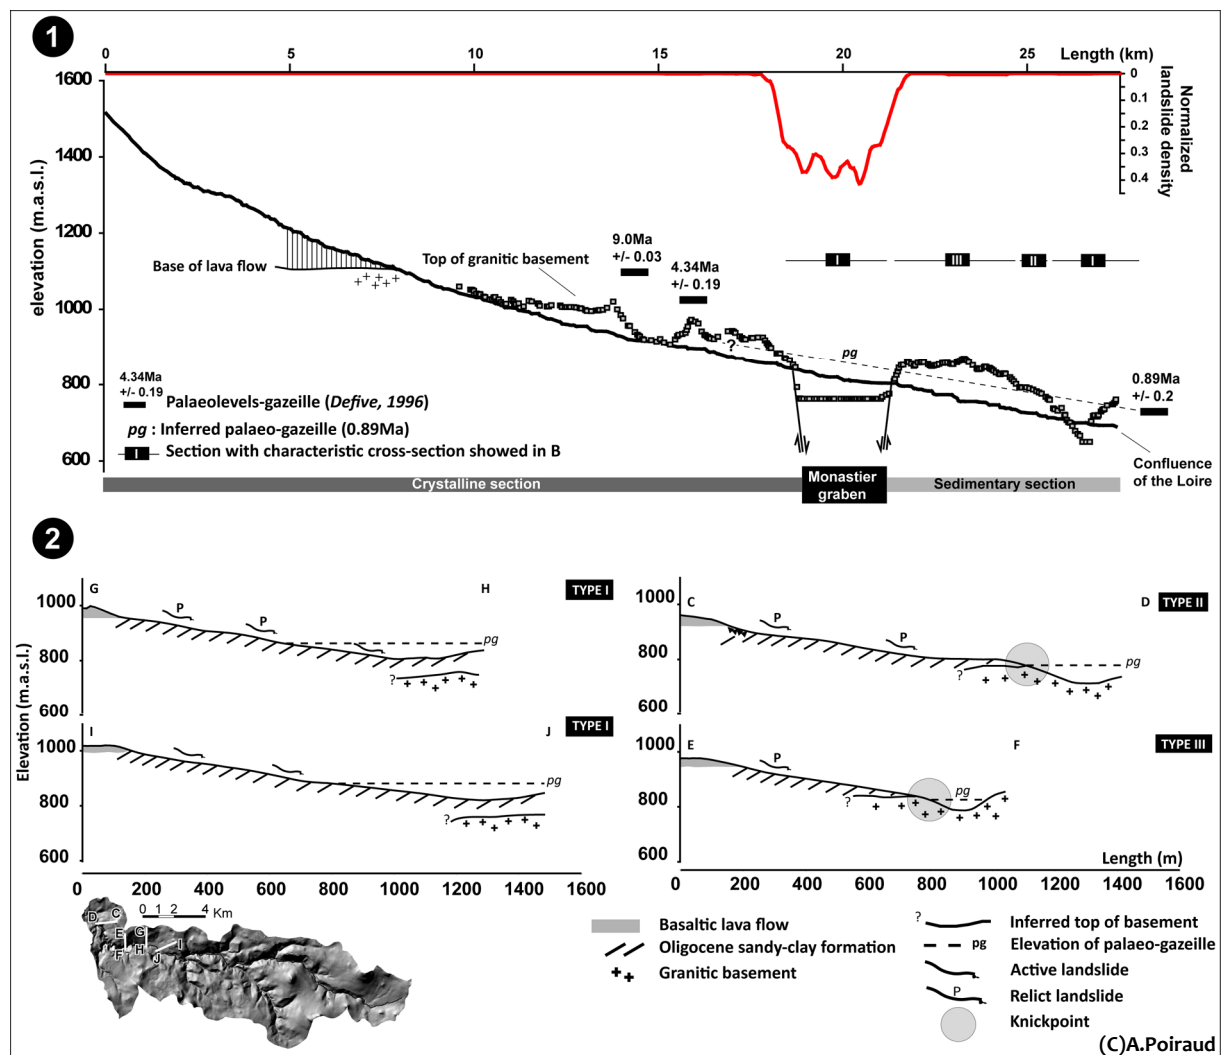 1
0 5 10 15 20 25 Length (km)
1600
1400
1200
1000
800
600
elevation (m.a.s.l.)
0
0.1
0.2
0.3
0.4
Normalized
landslide density
Base of lava flow
Top of granitic basement
9.0Ma
+/- 0.03
4.34Ma
+/- 0.19
I III II I
?
pg
0.89Ma
+/- 0.2
4.34Ma
+/- 0.19
Palaeolevels-gazeille (Defive, 1996)
pg : Inferred palaeo-gazeille (0.89Ma)
I Section with characteristic cross-section showed in B
Confluence
of the Loire
Crystalline section
Monastier
graben
Sedimentary section
2
Elevation (m.a.s.l.)
G H TYPE I
1000
800
600
P P
pg
?
C D TYPE II
1000
800
600
P P
pg
?
I J TYPE I
1000
800
600
pg
?
E F TYPE III
1000
800
600
P
pg
?
Length (m)
0 200 400 600 800 1000 1200 1400 1600
0 200 400 600 800 1000 1200 1400 1600
0 1 2 4 Km
D C
E G
F H J I
Basaltic lava flow
Oligocene sandy-clay formation
Granitic basement
? Inferred top of basement
pg Elevation of palaeo-gazeille
Active landslide
P Relict landslide
Knickpoint
(C)A.Poiraud